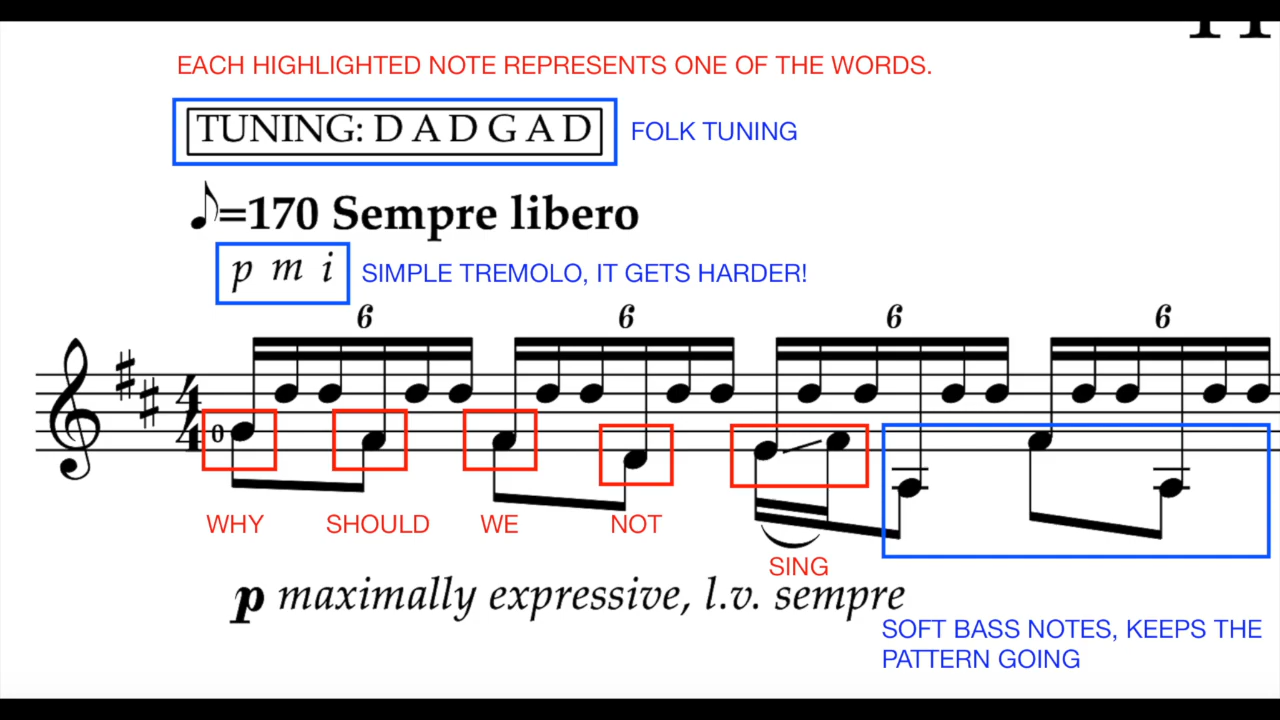 EACH HIGHLIGHTED NOTE REPRESENTS ONE OF THE WORDS.
TUNING: D A D G A D FOLK TUNING
=170 Sempre libero
p m i SIMPLE TREMOLO, IT GETS HARDER!
6 6 6 6
4
4 0
WHY SHOULD WE NOT
SING
p maximally expressive, l.v. sempre
SOFT BASS NOTES, KEEPS THE
PATTERN GOING